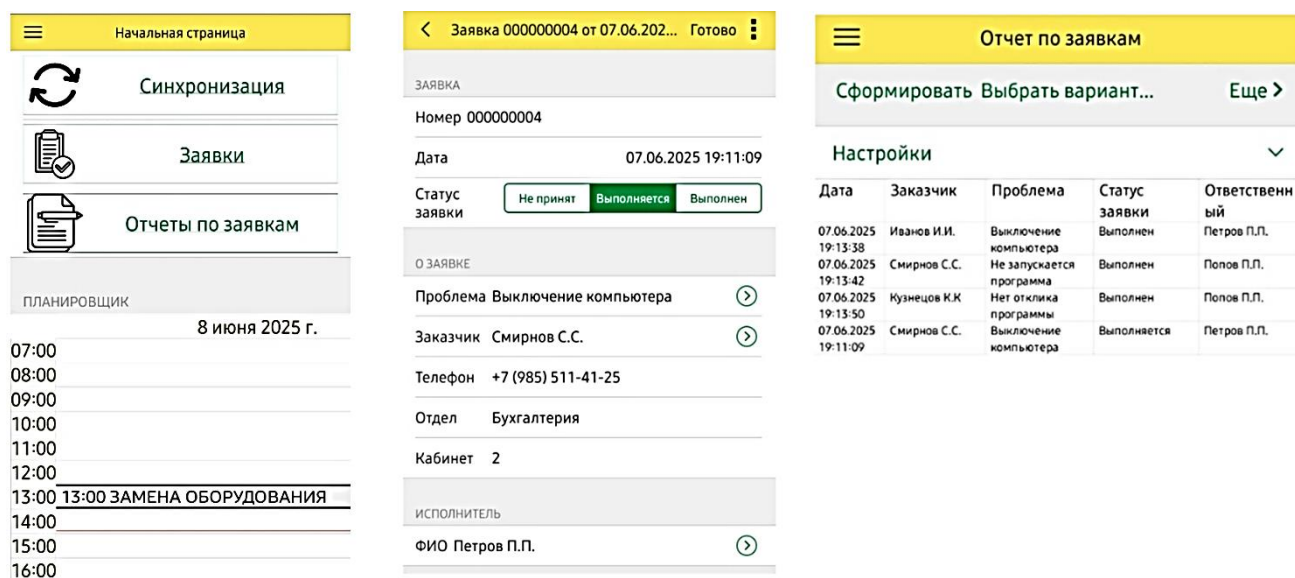 Начальная страница
Синхронизация
Заявки
Отчеты по заявкам
ПЛАНИРОВЩИК
8 июня 2025 г.
07:00
08:00
09:00
10:00
11:00
12:00
13:00 13:00 ЗАМЕНА ОБОРУДОВАНИЯ
14:00
15:00
16:00
Заявка 000000004 от 07.06.202... Готово
ЗАЯВКА
Номер 000000004
Дата 07.06.2025 19:11:09
Статус заявки Не принят Выполняется Выполнен
О ЗАЯВКЕ
Проблема Выключение компьютера
Заказчик Смирнов С.С.
Телефон +7 (985) 511-41-25
Отдел Бухгалтерия
Кабинет 2
ИСПОЛНИТЕЛЬ
ФИО Петров П.П.
Отчет по заявкам
Сформировать Выбрать вариант... Еще
Настройки
Дата Заказчик Проблема Статус Ответственн
заявки ый
07.06.2025 Иванов И.И. Выключение Выполнен Петров П.П.
19:13:38 компьютера
07.06.2025 Смирнов С.С. Не запускается Выполнен Попов П.П.
19:13:42 программа
07.06.2025 Кузнецов К.К Нет отклика Выполнен Попов П.П.
19:13:50 программы
07.06.2025 Смирнов С.С. Выключение Выполняется Петров П.П.
19:11:09 компьютера